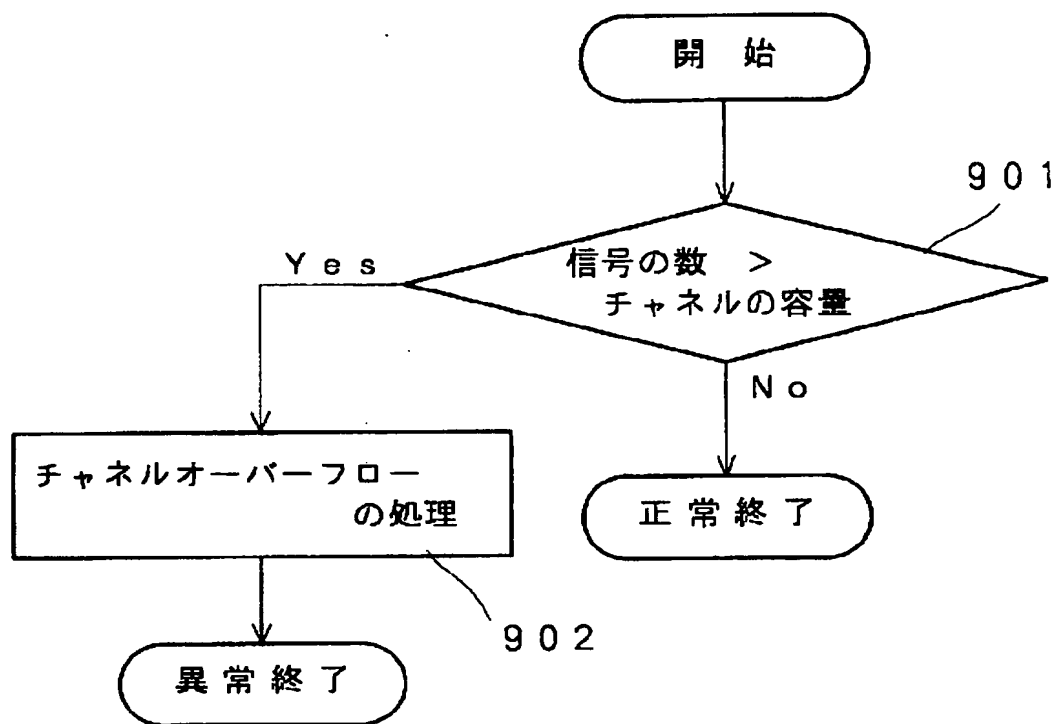 開始
901
信号の数 >
チャネルの容量
Yes
No
チャネルオーバーフロー
の処理
正常終了
902
異常終了